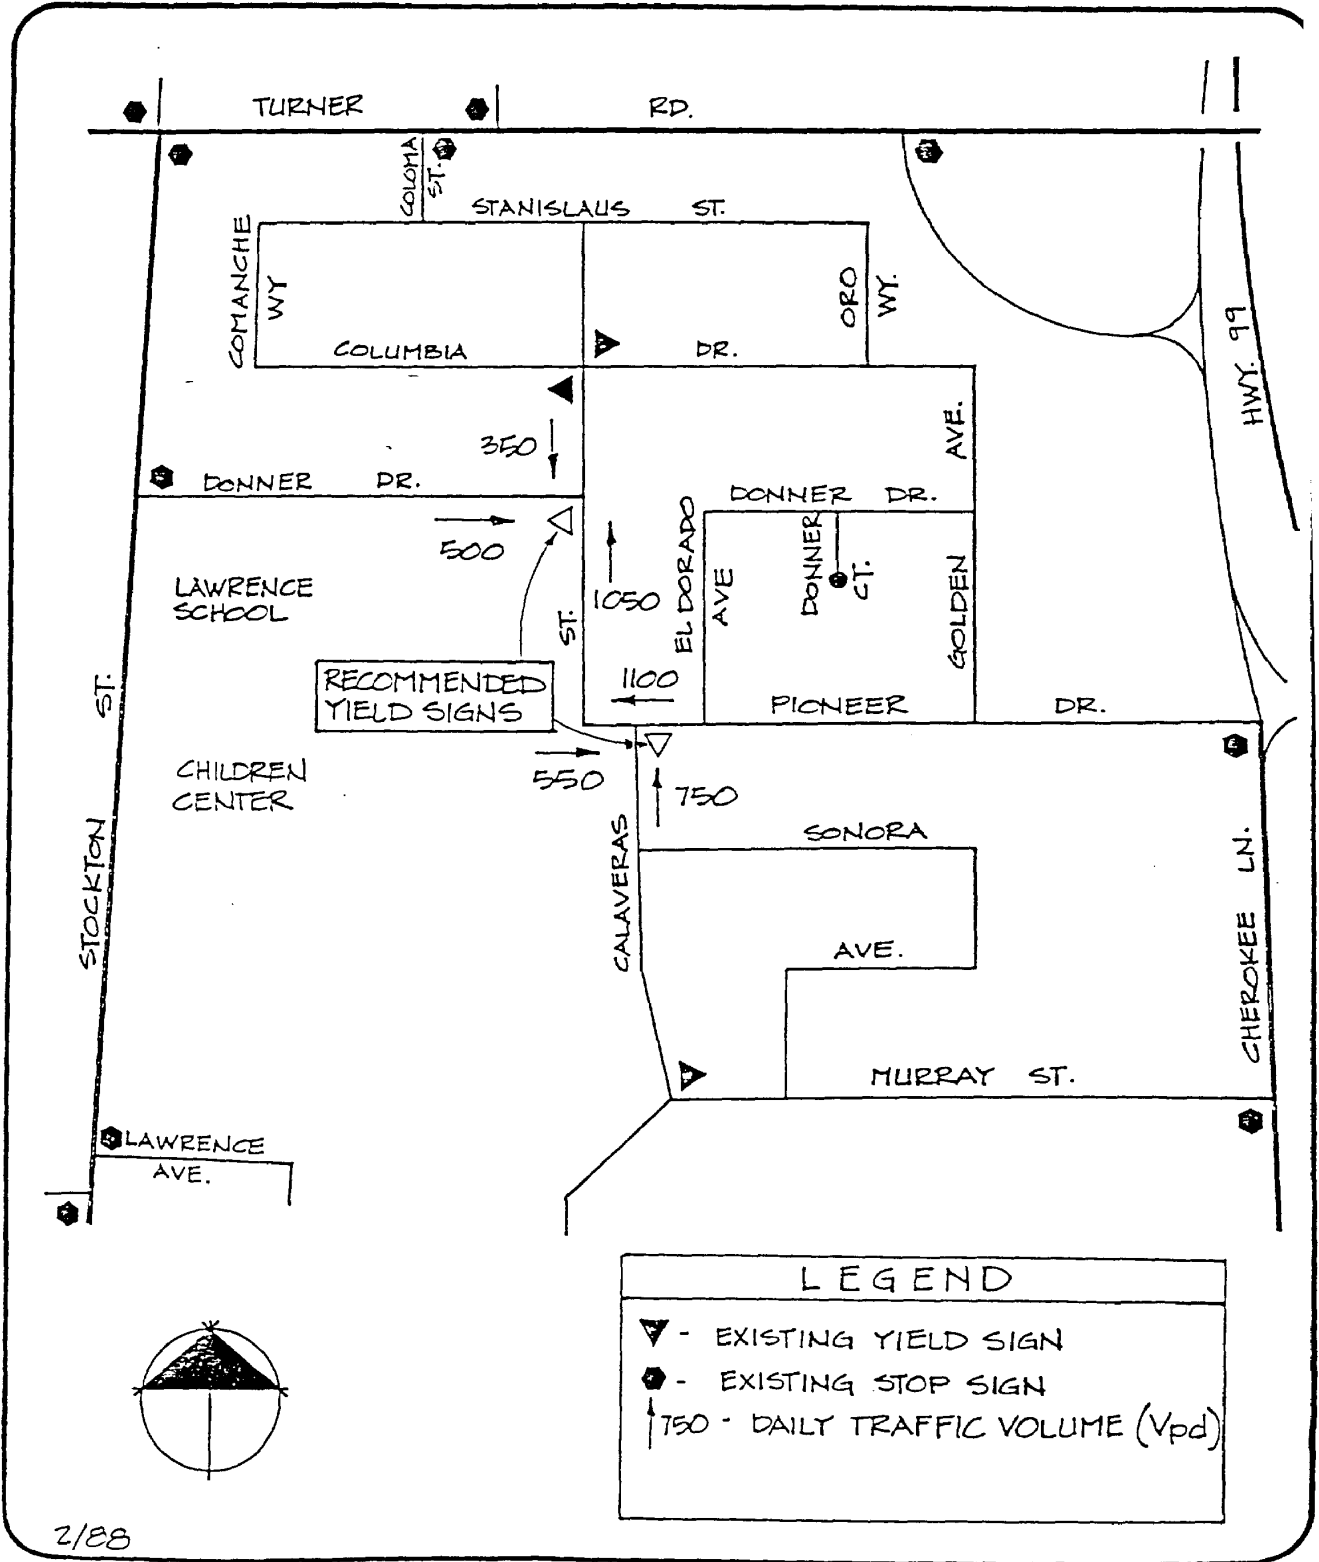 TURNER RD.
COLOMA
ST.
STANISLAUS ST.
COMANCHE
WY
ORO
WY.
COLUMBIA DR.
HWY. 99
350
AVE.
DONNER DR.
DONNER DR.
500
EL DORADO
AVE
DONNER
CT.
LAWRENCE
SCHOOL
1050
ST.
GOLDEN
RECOMMENDED
YIELD SIGNS
1100
PIONEER DR.
ST.
550
750
CHILDREN
CENTER
SONORA
STOCKTON
CALAVERAS
CHEROKEE LN.
AVE.
MURRAY ST.
LAWRENCE
AVE.
LEGEND
- EXISTING YIELD SIGN
- EXISTING STOP SIGN
750 - DAILY TRAFFIC VOLUME (Vpd)
2/88